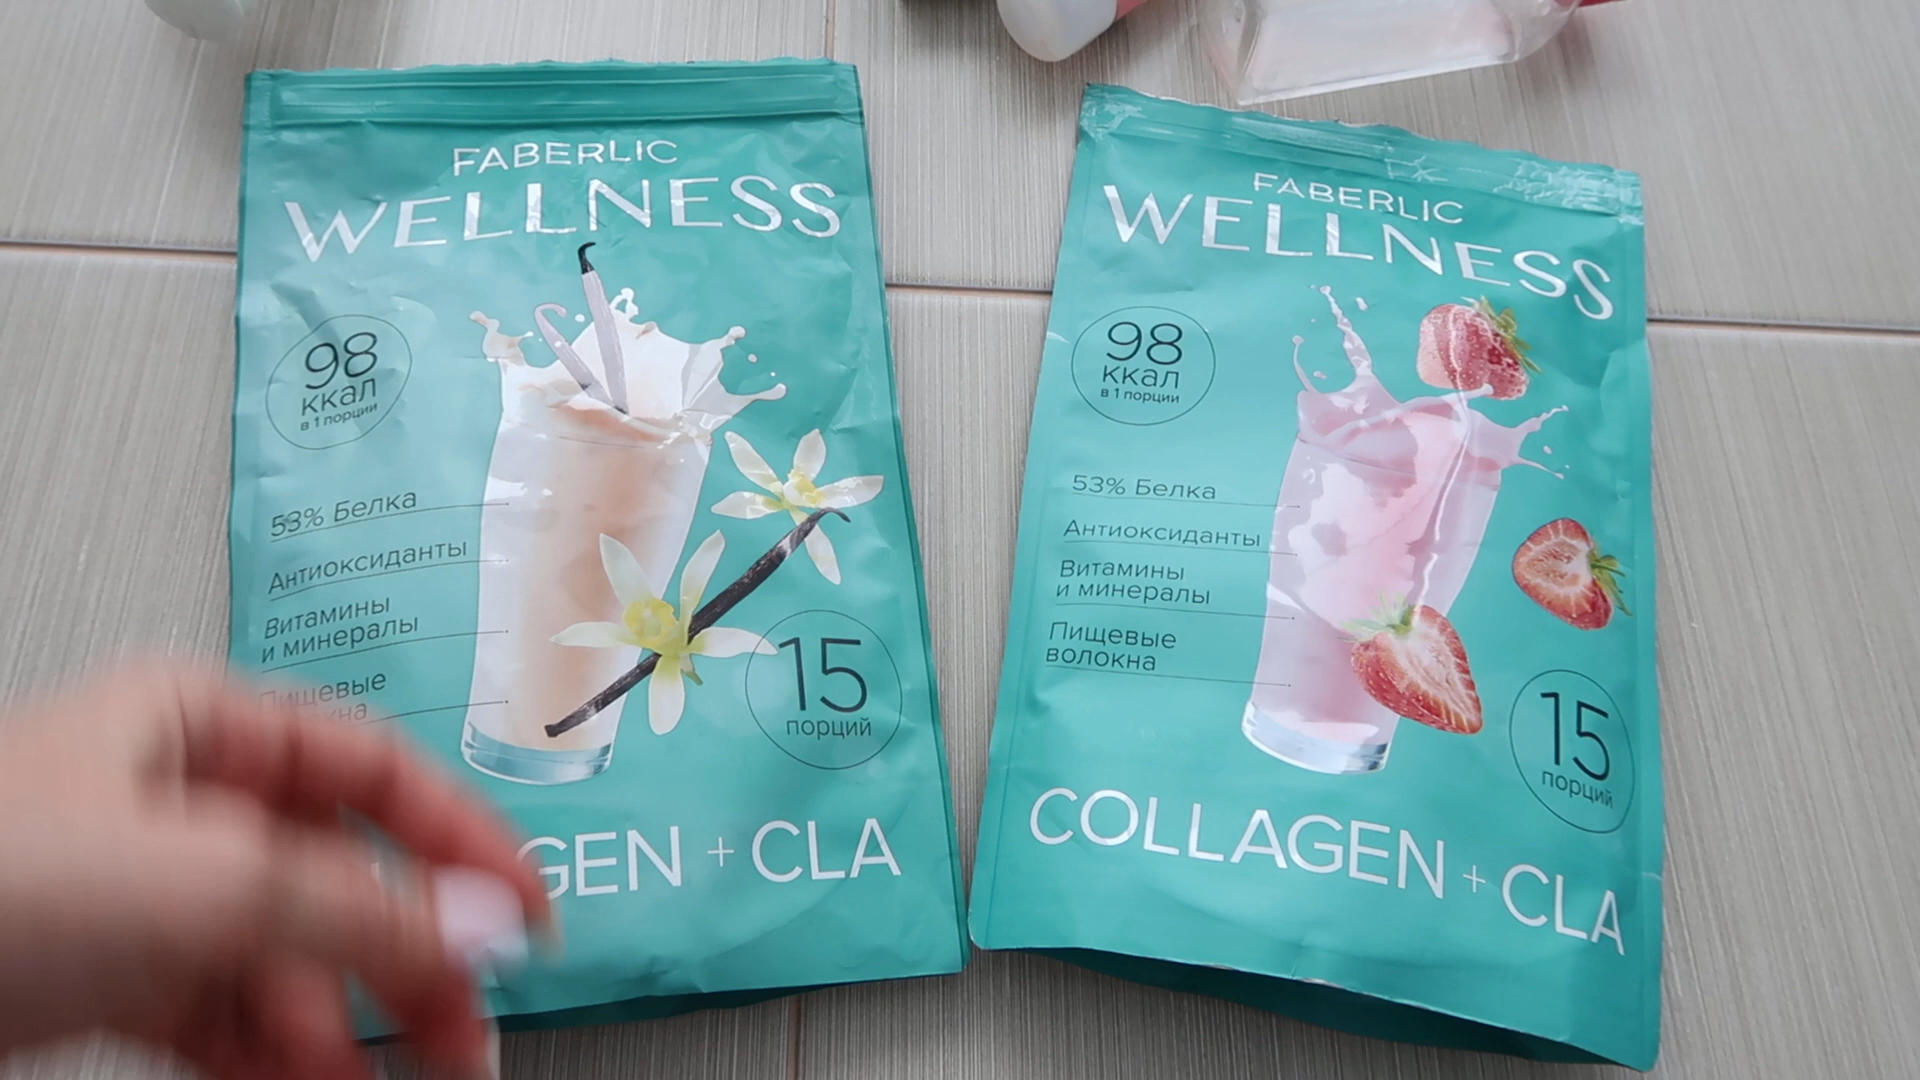 FABERLIC
WELLNESS
98
ккал
в 1 порции
53% Белка
Антиоксиданты
Витамины
и минералы
Пищевые
15
порций
GEN + CLA
FABERLIC
WELLNESS
98
ккал
в 1 порции
53% Белка
Антиоксиданты
Витамины
и минералы
Пищевые
волокна
15
порций
COLLAGEN + CLA